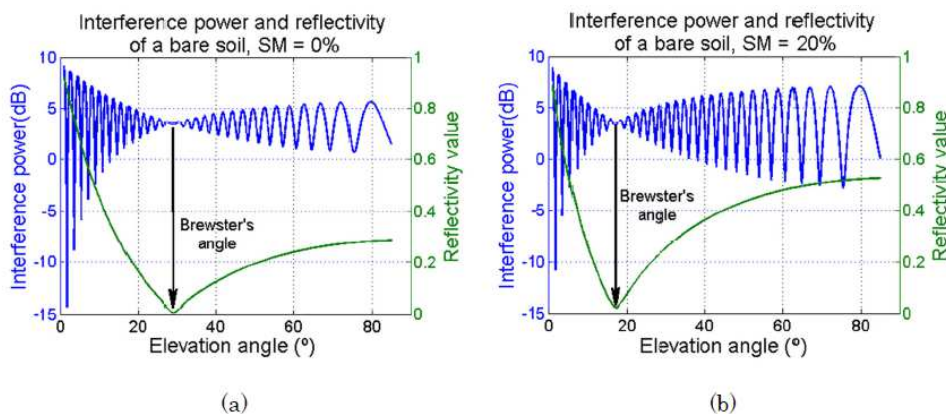 Interference power and reflectivity
of a bare soil, SM = 0%
10
5
0
-5
-10
-15
Interference power(dB)
1
0.8
0.6
0.4
0.2
0
Reflectivity value
Brewster's
angle
0 20 40 60 80
Elevation angle (º)
(a)
Interference power and reflectivity
of a bare soil, SM = 20%
10
5
0
-5
-10
-15
Interference power(dB)
1
0.8
0.6
0.4
0.2
0
Reflectivity value
Brewster's
angle
0 20 40 60 80
Elevation angle (º)
(b)